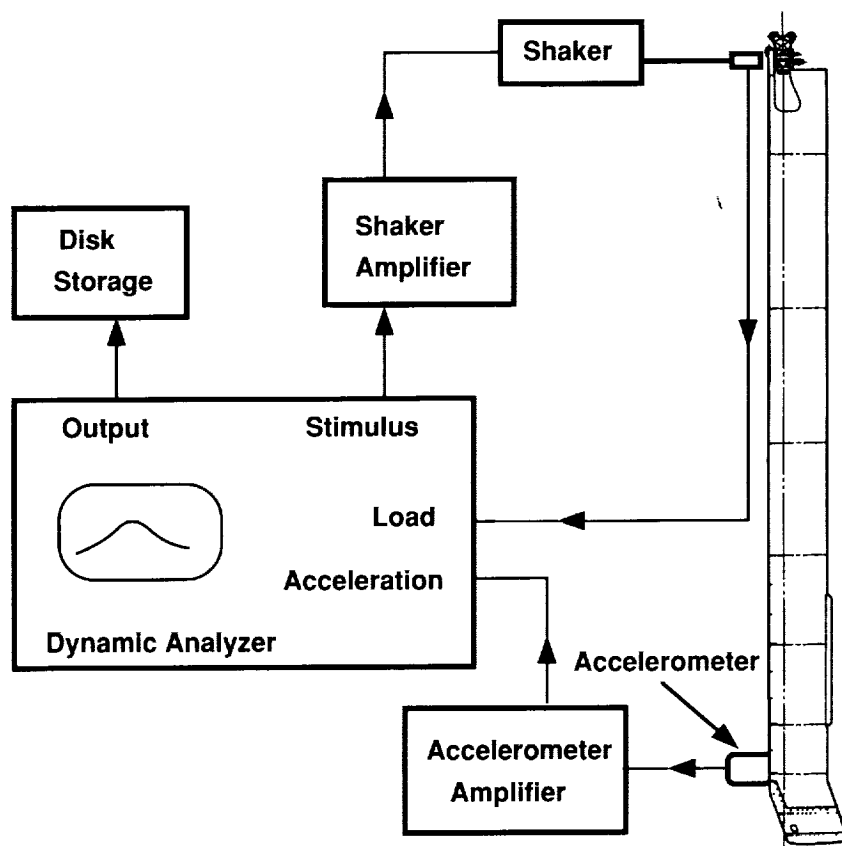 Shaker
Shaker
Amplifier
Disk
Storage
Output
Stimulus
Load
Acceleration
Dynamic Analyzer
Accelerometer
Accelerometer
Amplifier